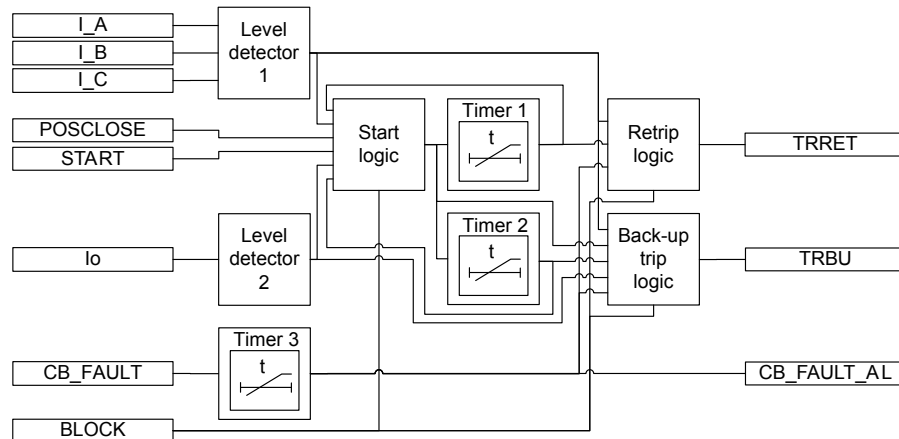 I_A
I_B
I_C
Level
detector
1
POSCLOSE
START
Start
logic
Timer 1
t
Retrip
logic
TRRET
Io
Level
detector
2
Timer 2
t
Back-up
trip
logic
TRBU
CB_FAULT
Timer 3
t
CB_FAULT_AL
BLOCK